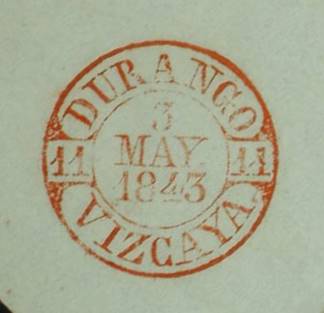 DURANGO
11
3
MAY.
1843
11
VIZCAYA.